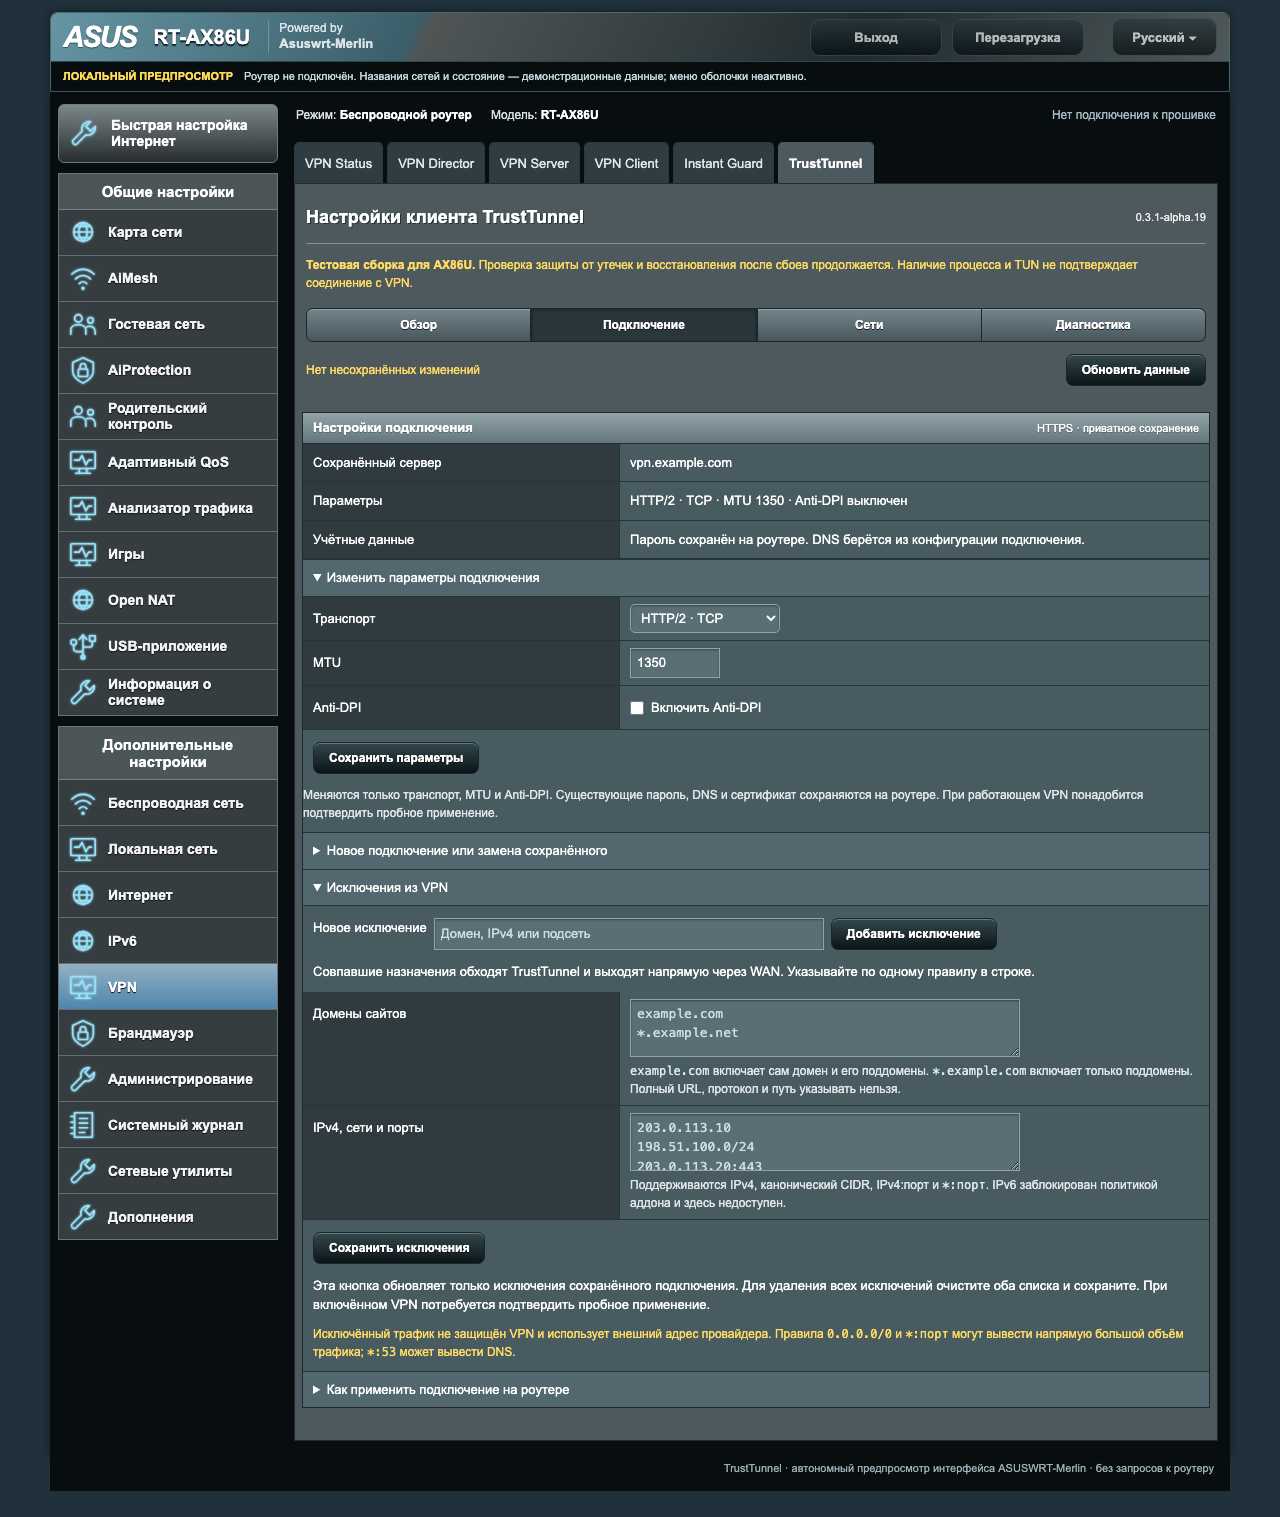 ASUS RT-AX86U
Powered by
Asuswrt-Merlin
Выход
Перезагрузка
Русский
ЛОКАЛЬНЫЙ ПРЕДПРОСМОТР Роутер не подключён. Названия сетей и состояние — демонстрационные данные; меню оболочки неактивно.
Быстрая настройка
Интернет
Общие настройки
Карта сети
AiMesh
Гостевая сеть
AiProtection
Родительский
контроль
Адаптивный QoS
Анализатор трафика
Игры
Open NAT
USB-приложение
Информация о
системе
Дополнительные
настройки
Беспроводная сеть
Локальная сеть
Интернет
IPv6
VPN
Брандмауэр
Администрирование
Системный журнал
Сетевые утилиты
Дополнения
Режим: Беспроводной роутер Модель: RT-AX86U
Нет подключения к прошивке
VPN Status
VPN Director
VPN Server
VPN Client
Instant Guard
TrustTunnel
Настройки клиента TrustTunnel
0.3.1-alpha.19
Тестовая сборка для AX86U. Проверка защиты от утечек и восстановления после сбоев продолжается. Наличие процесса и TUN не подтверждает
соединение с VPN.
Обзор
Подключение
Сети
Диагностика
Нет несохранённых изменений
Обновить данные
Настройки подключения
HTTPS · приватное сохранение
Сохранённый сервер
vpn.example.com
Параметры
HTTP/2 · TCP · MTU 1350 · Anti-DPI выключен
Учётные данные
Пароль сохранён на роутере. DNS берётся из конфигурации подключения.
▼ Изменить параметры подключения
Транспорт
HTTP/2 · TCP
MTU
1350
Anti-DPI
Включить Anti-DPI
Сохранить параметры
Меняются только транспорт, MTU и Anti-DPI. Существующие пароль, DNS и сертификат сохраняются на роутере. При работающем VPN понадобится
подтвердить пробное применение.
▶ Новое подключение или замена сохранённого
▼ Исключения из VPN
Новое исключение
Домен, IPv4 или подсеть
Добавить исключение
Совпавшие назначения обходят TrustTunnel и выходят напрямую через WAN. Указывайте по одному правилу в строке.
Домены сайтов
example.com
*.example.net
example.com включает сам домен и его поддомены. *.example.com включает только поддомены.
Полный URL, протокол и путь указывать нельзя.
IPv4, сети и порты
203.0.113.10
198.51.100.0/24
203.0.113.20:443
Поддерживаются IPv4, канонический CIDR, IPv4:порт и *:порт. IPv6 заблокирован политикой
аддона и здесь недоступен.
Сохранить исключения
Эта кнопка обновляет только исключения сохранённого подключения. Для удаления всех исключений очистите оба списка и сохраните. При
включённом VPN потребуется подтвердить пробное применение.
Исключённый трафик не защищён VPN и использует внешний адрес провайдера. Правила 0.0.0.0/0 и *:порт могут вывести напрямую большой объём
трафика; *:53 может вывести DNS.
▶ Как применить подключение на роутере
TrustTunnel · автономный предпросмотр интерфейса ASUSWRT-Merlin · без запросов к роутеру